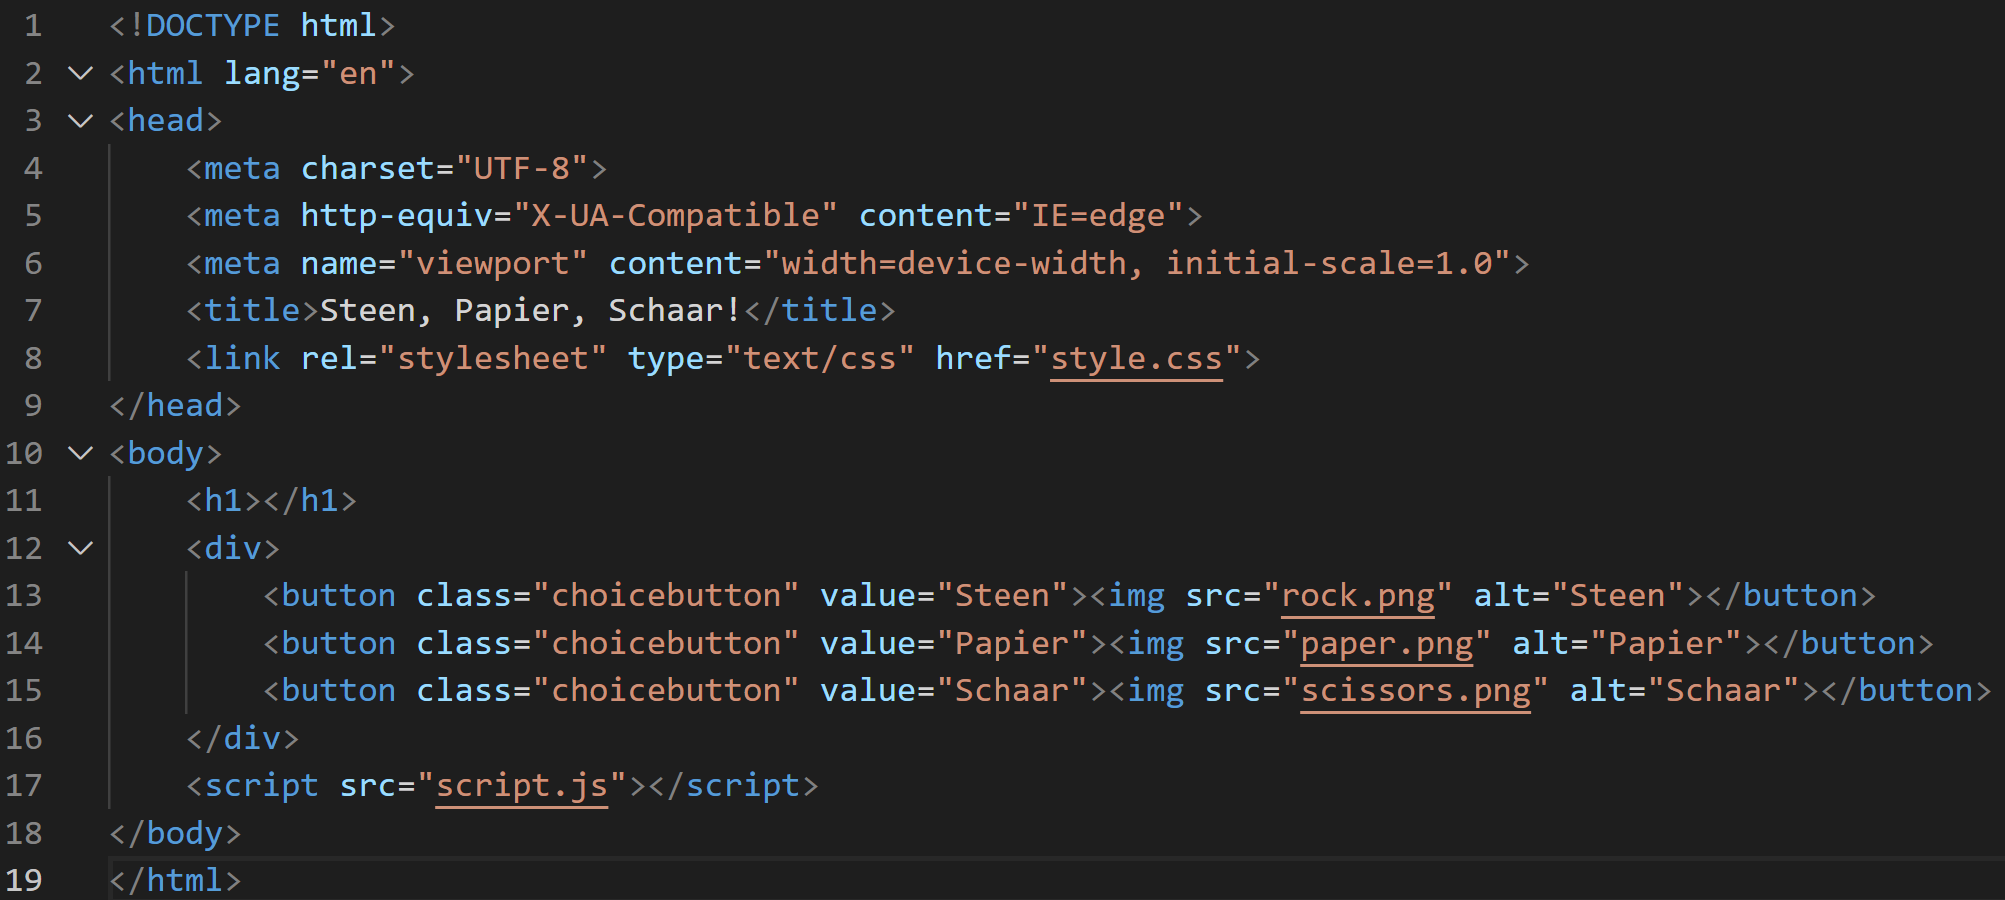 1 <!DOCTYPE html>
2 <html lang="en">
3 <head>
4     <meta charset="UTF-8">
5     <meta http-equiv="X-UA-Compatible" content="IE=edge">
6     <meta name="viewport" content="width=device-width, initial-scale=1.0">
7     <title>Steen, Papier, Schaar!</title>
8     <link rel="stylesheet" type="text/css" href="style.css">
9 </head>
10 <body>
11     <h1></h1>
12     <div>
13         <button class="choicebutton" value="Steen"><img src="rock.png" alt="Steen"></button>
14         <button class="choicebutton" value="Papier"><img src="paper.png" alt="Papier"></button>
15         <button class="choicebutton" value="Schaar"><img src="scissors.png" alt="Schaar"></button>
16     </div>
17     <script src="script.js"></script>
18 </body>
19 </html>